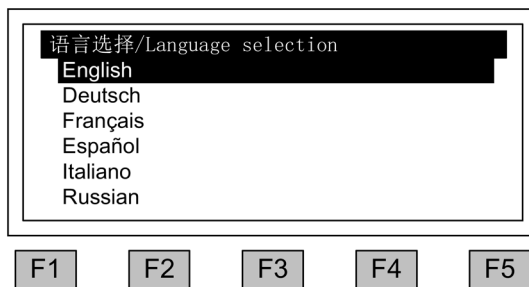 语言选择/Language selection
English
Deutsch
Français
Español
Italiano
Russian
F1 F2 F3 F4 F5